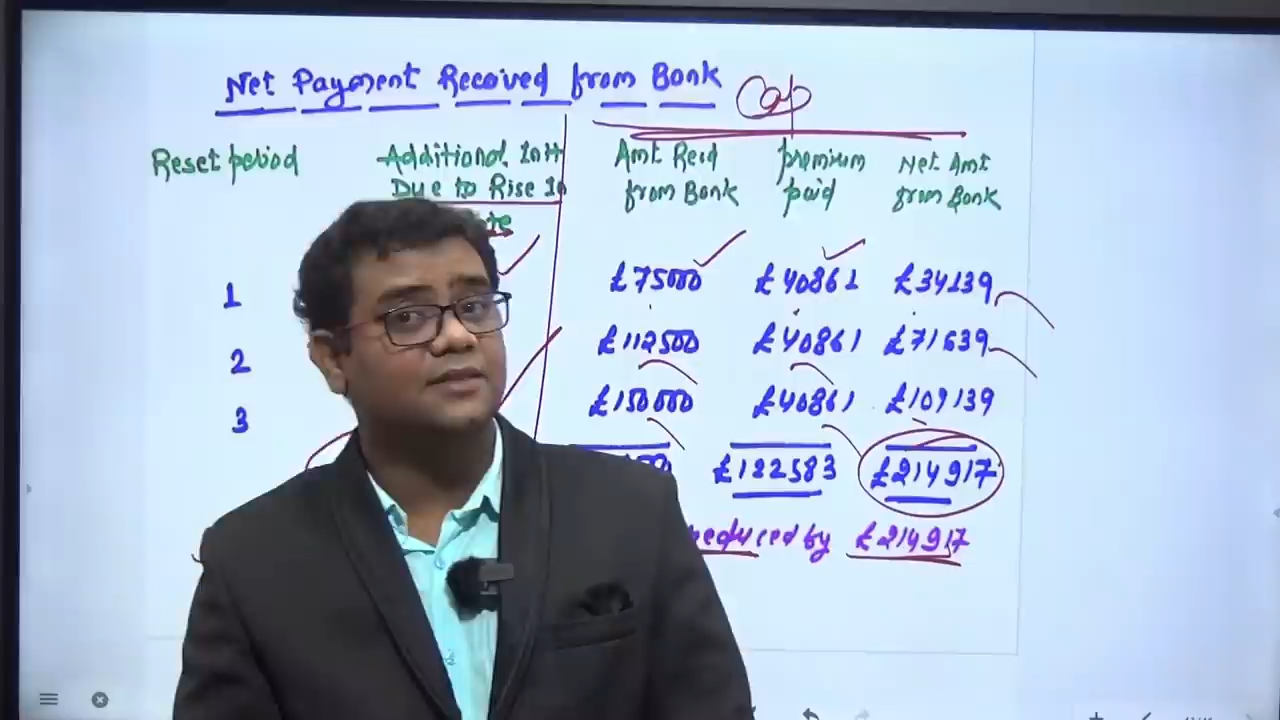 Net Payment Received from Bank
Cap
Reset period Additional Intt Amt Recd premium Net Amt
Due to Rise In from Bank paid from Bank
1 £75000 £40861 £34139
2 £112500 £40861 £71639
3 £150000 £40861 £109139
£122583 £214917
reduced by £214917